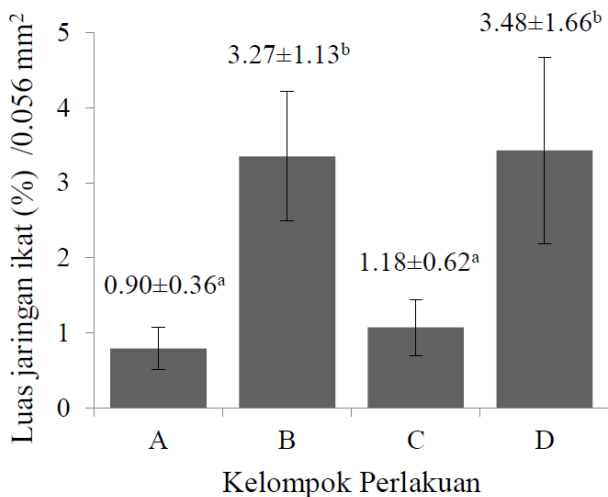 Luas jaringan ikat (%) /0.056 mm²
5
4
3
2
1
0
0.90±0.36ᵃ
3.27±1.13ᵇ
1.18±0.62ᵃ
3.48±1.66ᵇ
A B C D
Kelompok Perlakuan